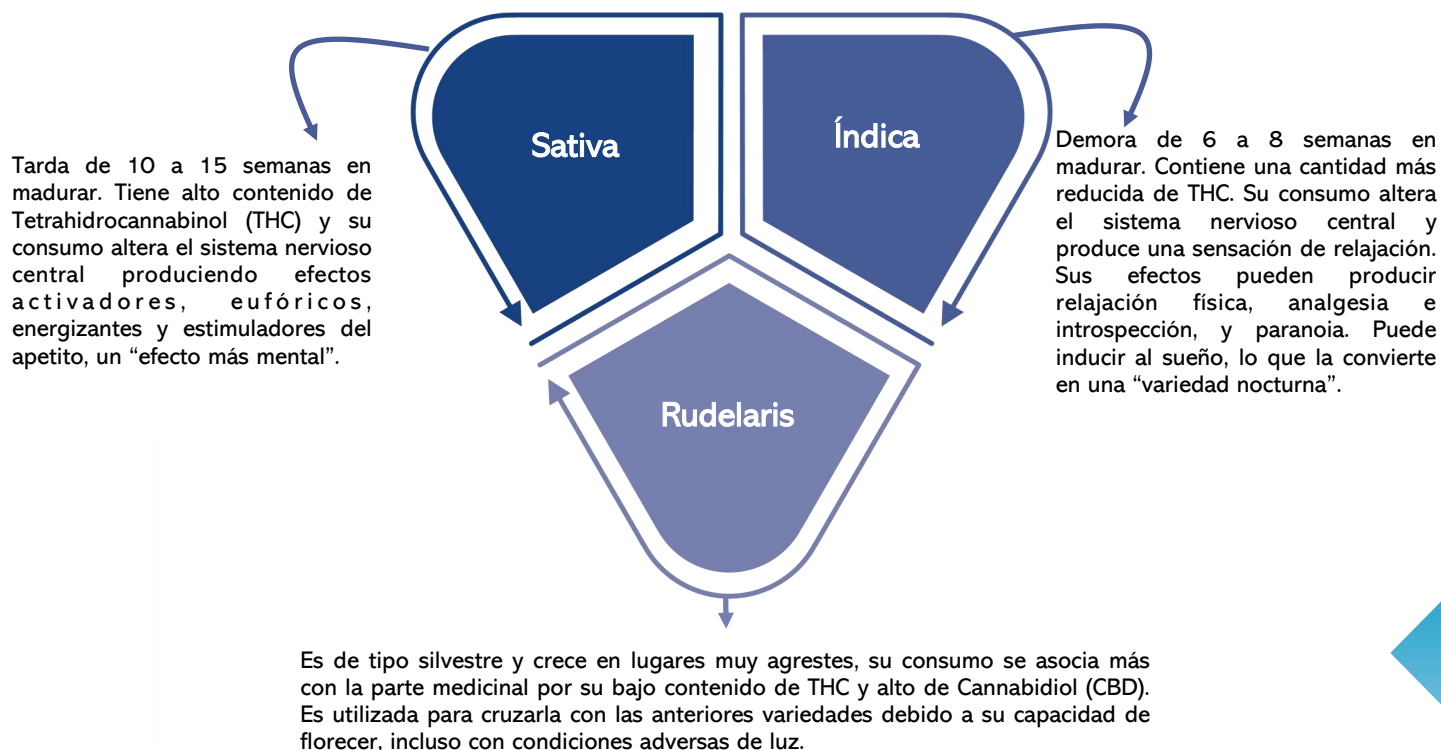 Sativa
Índica
Tarda de 10 a 15 semanas en
madurar. Tiene alto contenido de
Tetrahidrocannabinol (THC) y su
consumo altera el sistema nervioso
central produciendo efectos
activadores, eufóricos,
energizantes y estimuladores del
apetito, un “efecto más mental”.
Demora de 6 a 8 semanas en
madurar. Contiene una cantidad más
reducida de THC. Su consumo altera
el sistema nervioso central y
produce una sensación de relajación.
Sus efectos pueden producir
relajación física, analgesia e
introspección, y paranoia. Puede
inducir al sueño, lo que la convierte
en una “variedad nocturna”.
Rudelaris
Es de tipo silvestre y crece en lugares muy agrestes, su consumo se asocia más
con la parte medicinal por su bajo contenido de THC y alto de Cannabidiol (CBD).
Es utilizada para cruzarla con las anteriores variedades debido a su capacidad de
florecer, incluso con condiciones adversas de luz.